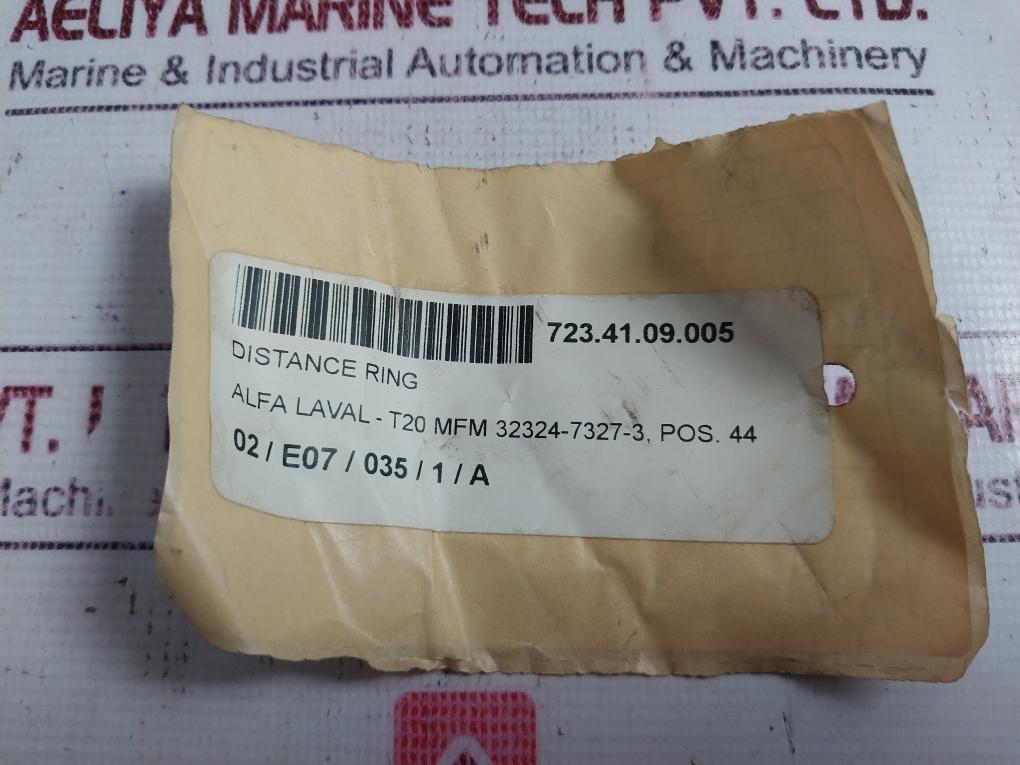 AELIYA MARINE TECH PVT. LTD.
Marine & Industrial Automation & Machinery
723.41.09.005
DISTANCE RING
ALFA LAVAL - T20 MFM 32324-7327-3, POS. 44
02 / E07 / 035 / 1 / A